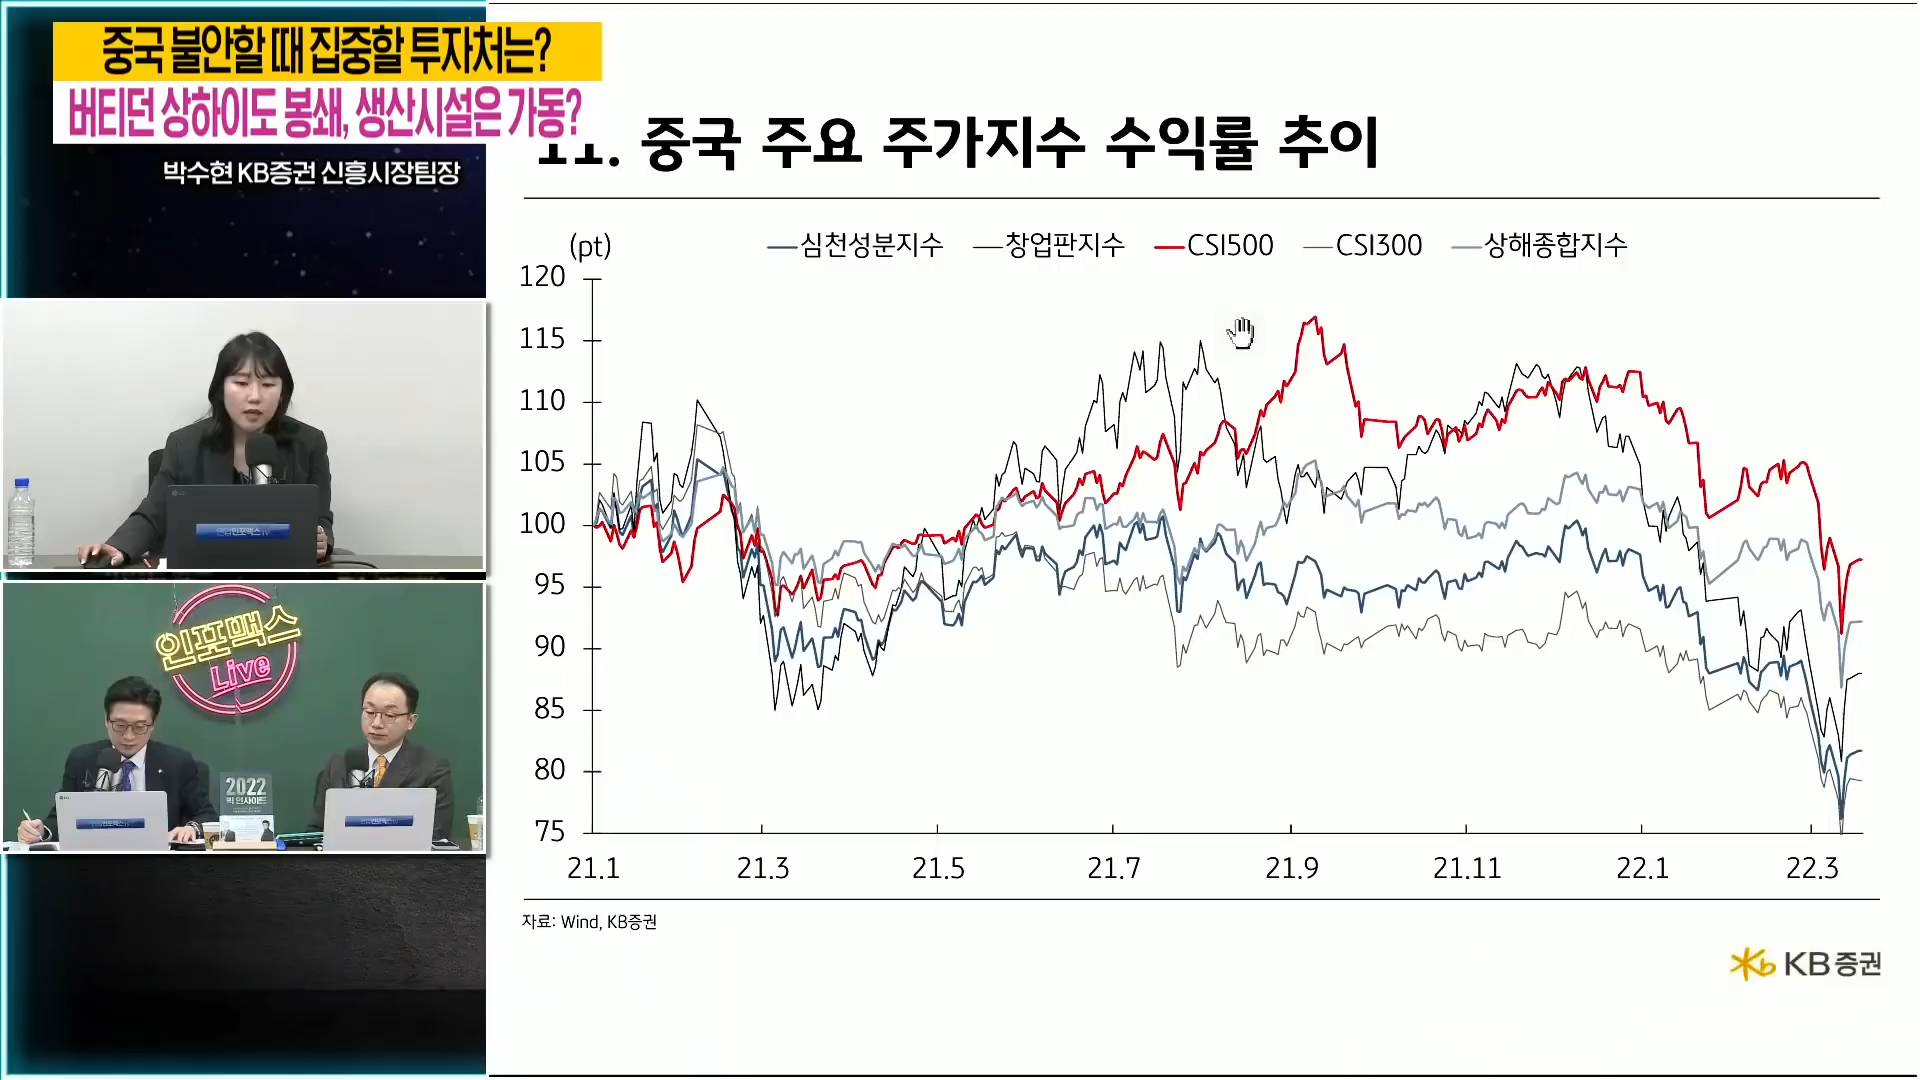 중국 불안할 때 집중할 투자처는?
버티던 상하이도 봉쇄, 생산시설은 가동?
박수현 KB증권 신흥시장팀장
11. 중국 주요 주가지수 수익률 추이
(pt)
심천성분지수 창업판지수 CSI500 CSI300 상해종합지수
120
115
110
105
100
95
90
85
80
75
21.1 21.3 21.5 21.7 21.9 21.11 22.1 22.3
자료: Wind, KB증권
KB증권
인포맥스
Live
2022
빅 인사이트